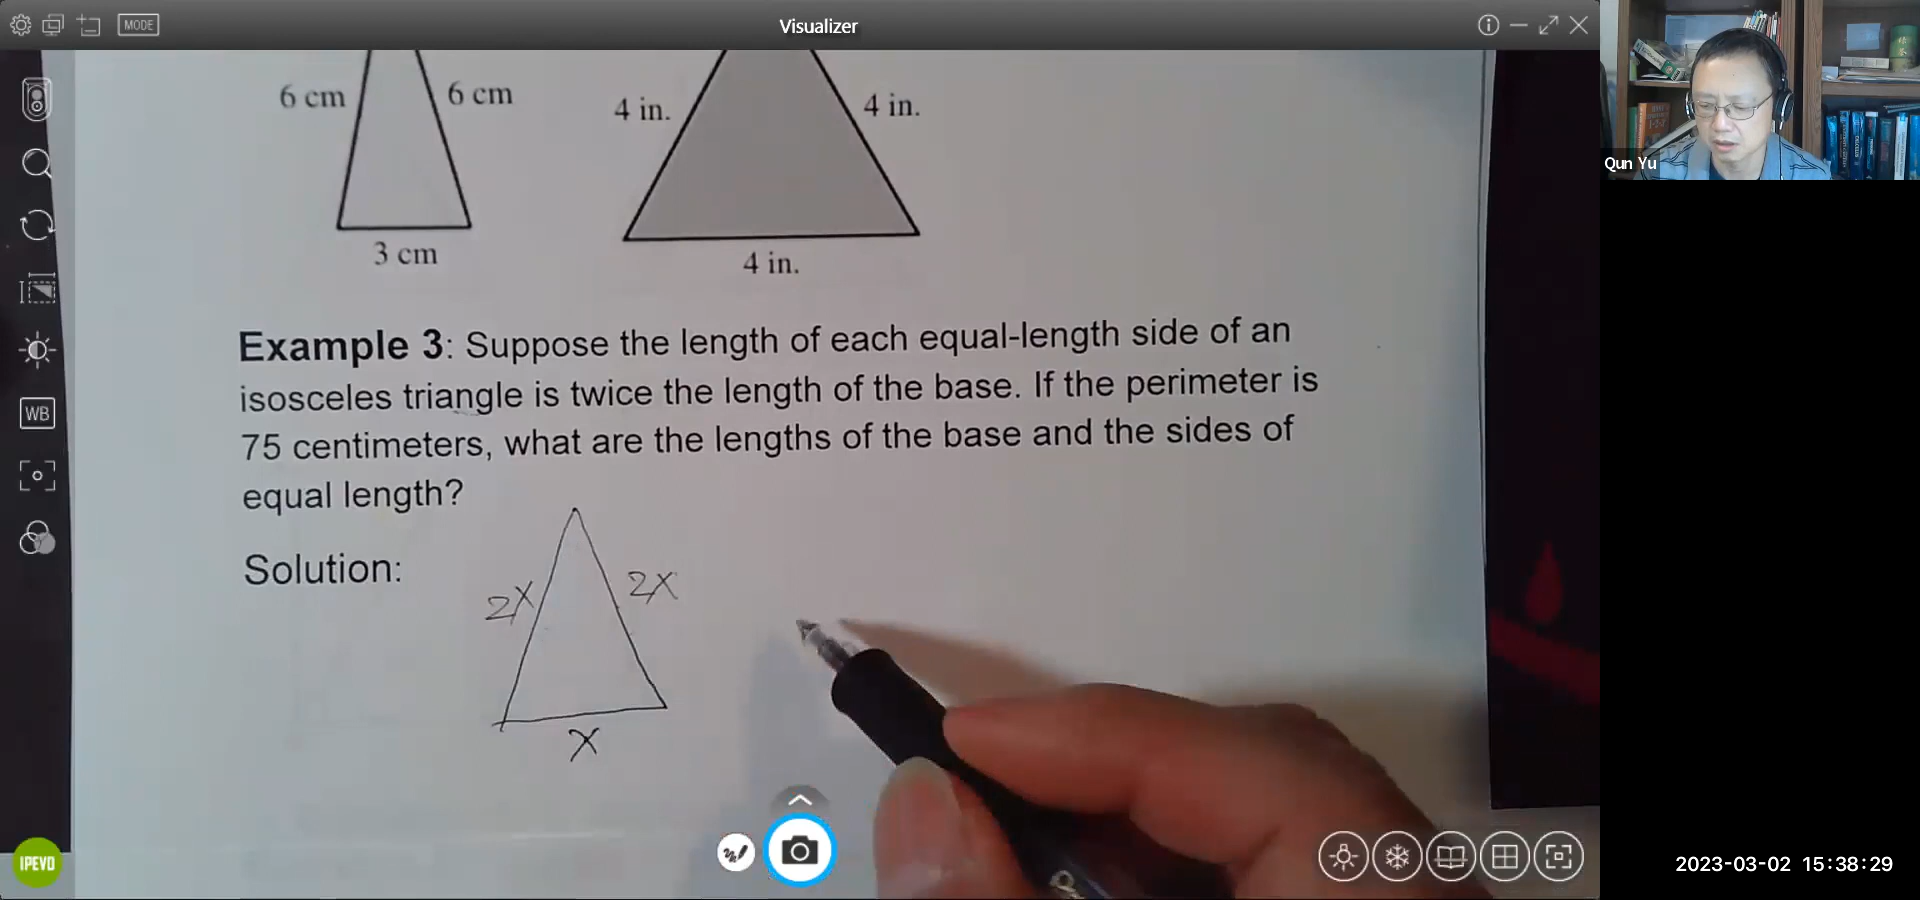 MODE
Visualizer
6 cm
6 cm
4 in.
4 in.
3 cm
4 in.
Qun Yu
Example 3: Suppose the length of each equal-length side of an
isosceles triangle is twice the length of the base. If the perimeter is
75 centimeters, what are the lengths of the base and the sides of
equal length?
Solution:
2x
2x
x
WB
IPEVO
2023-03-02 15:38:29